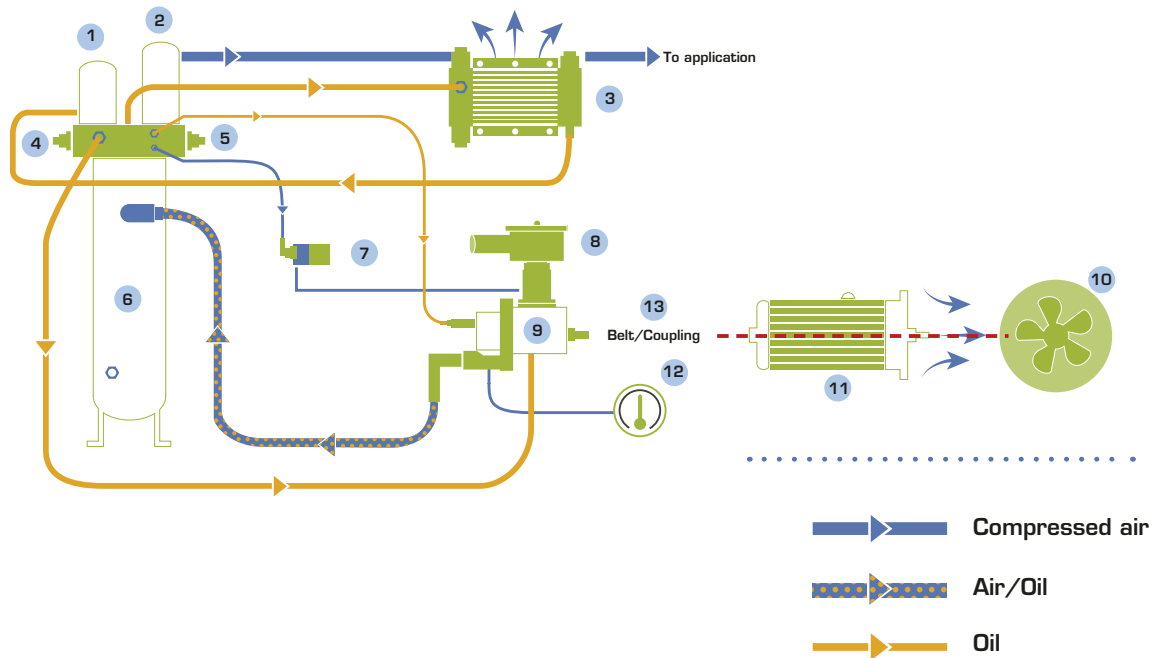 1
2
To application
3
4
5
7
8
6
9
13
Belt/Coupling
10
11
12
Compressed air
Air/Oil
Oil